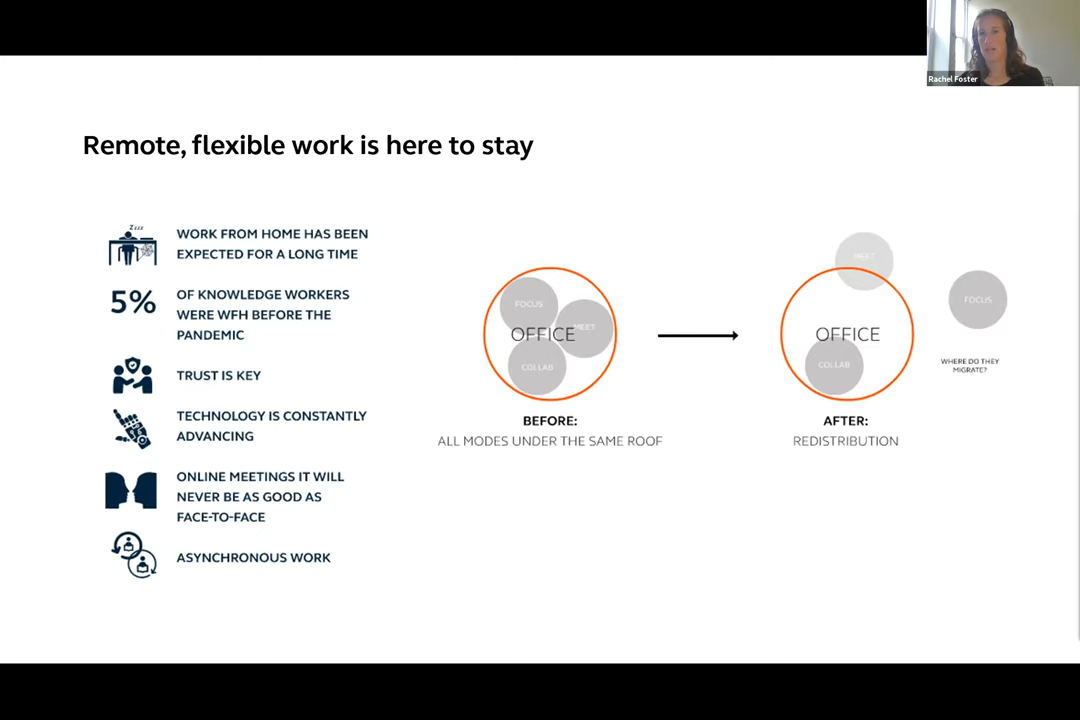 Rachel Foster
Remote, flexible work is here to stay
Zzzz
WORK FROM HOME HAS BEEN
EXPECTED FOR A LONG TIME
5%
OF KNOWLEDGE WORKERS
WERE WFH BEFORE THE
PANDEMIC
TRUST IS KEY
TECHNOLOGY IS CONSTANTLY
ADVANCING
ONLINE MEETINGS IT WILL
NEVER BE AS GOOD AS
FACE-TO-FACE
ASYNCHRONOUS WORK
FOCUS
MEET
OFFICE
COLLAB
BEFORE:
ALL MODES UNDER THE SAME ROOF
MEET
OFFICE
COLLAB
AFTER:
REDISTRIBUTION
FOCUS
WHERE DO THEY
MIGRATE?